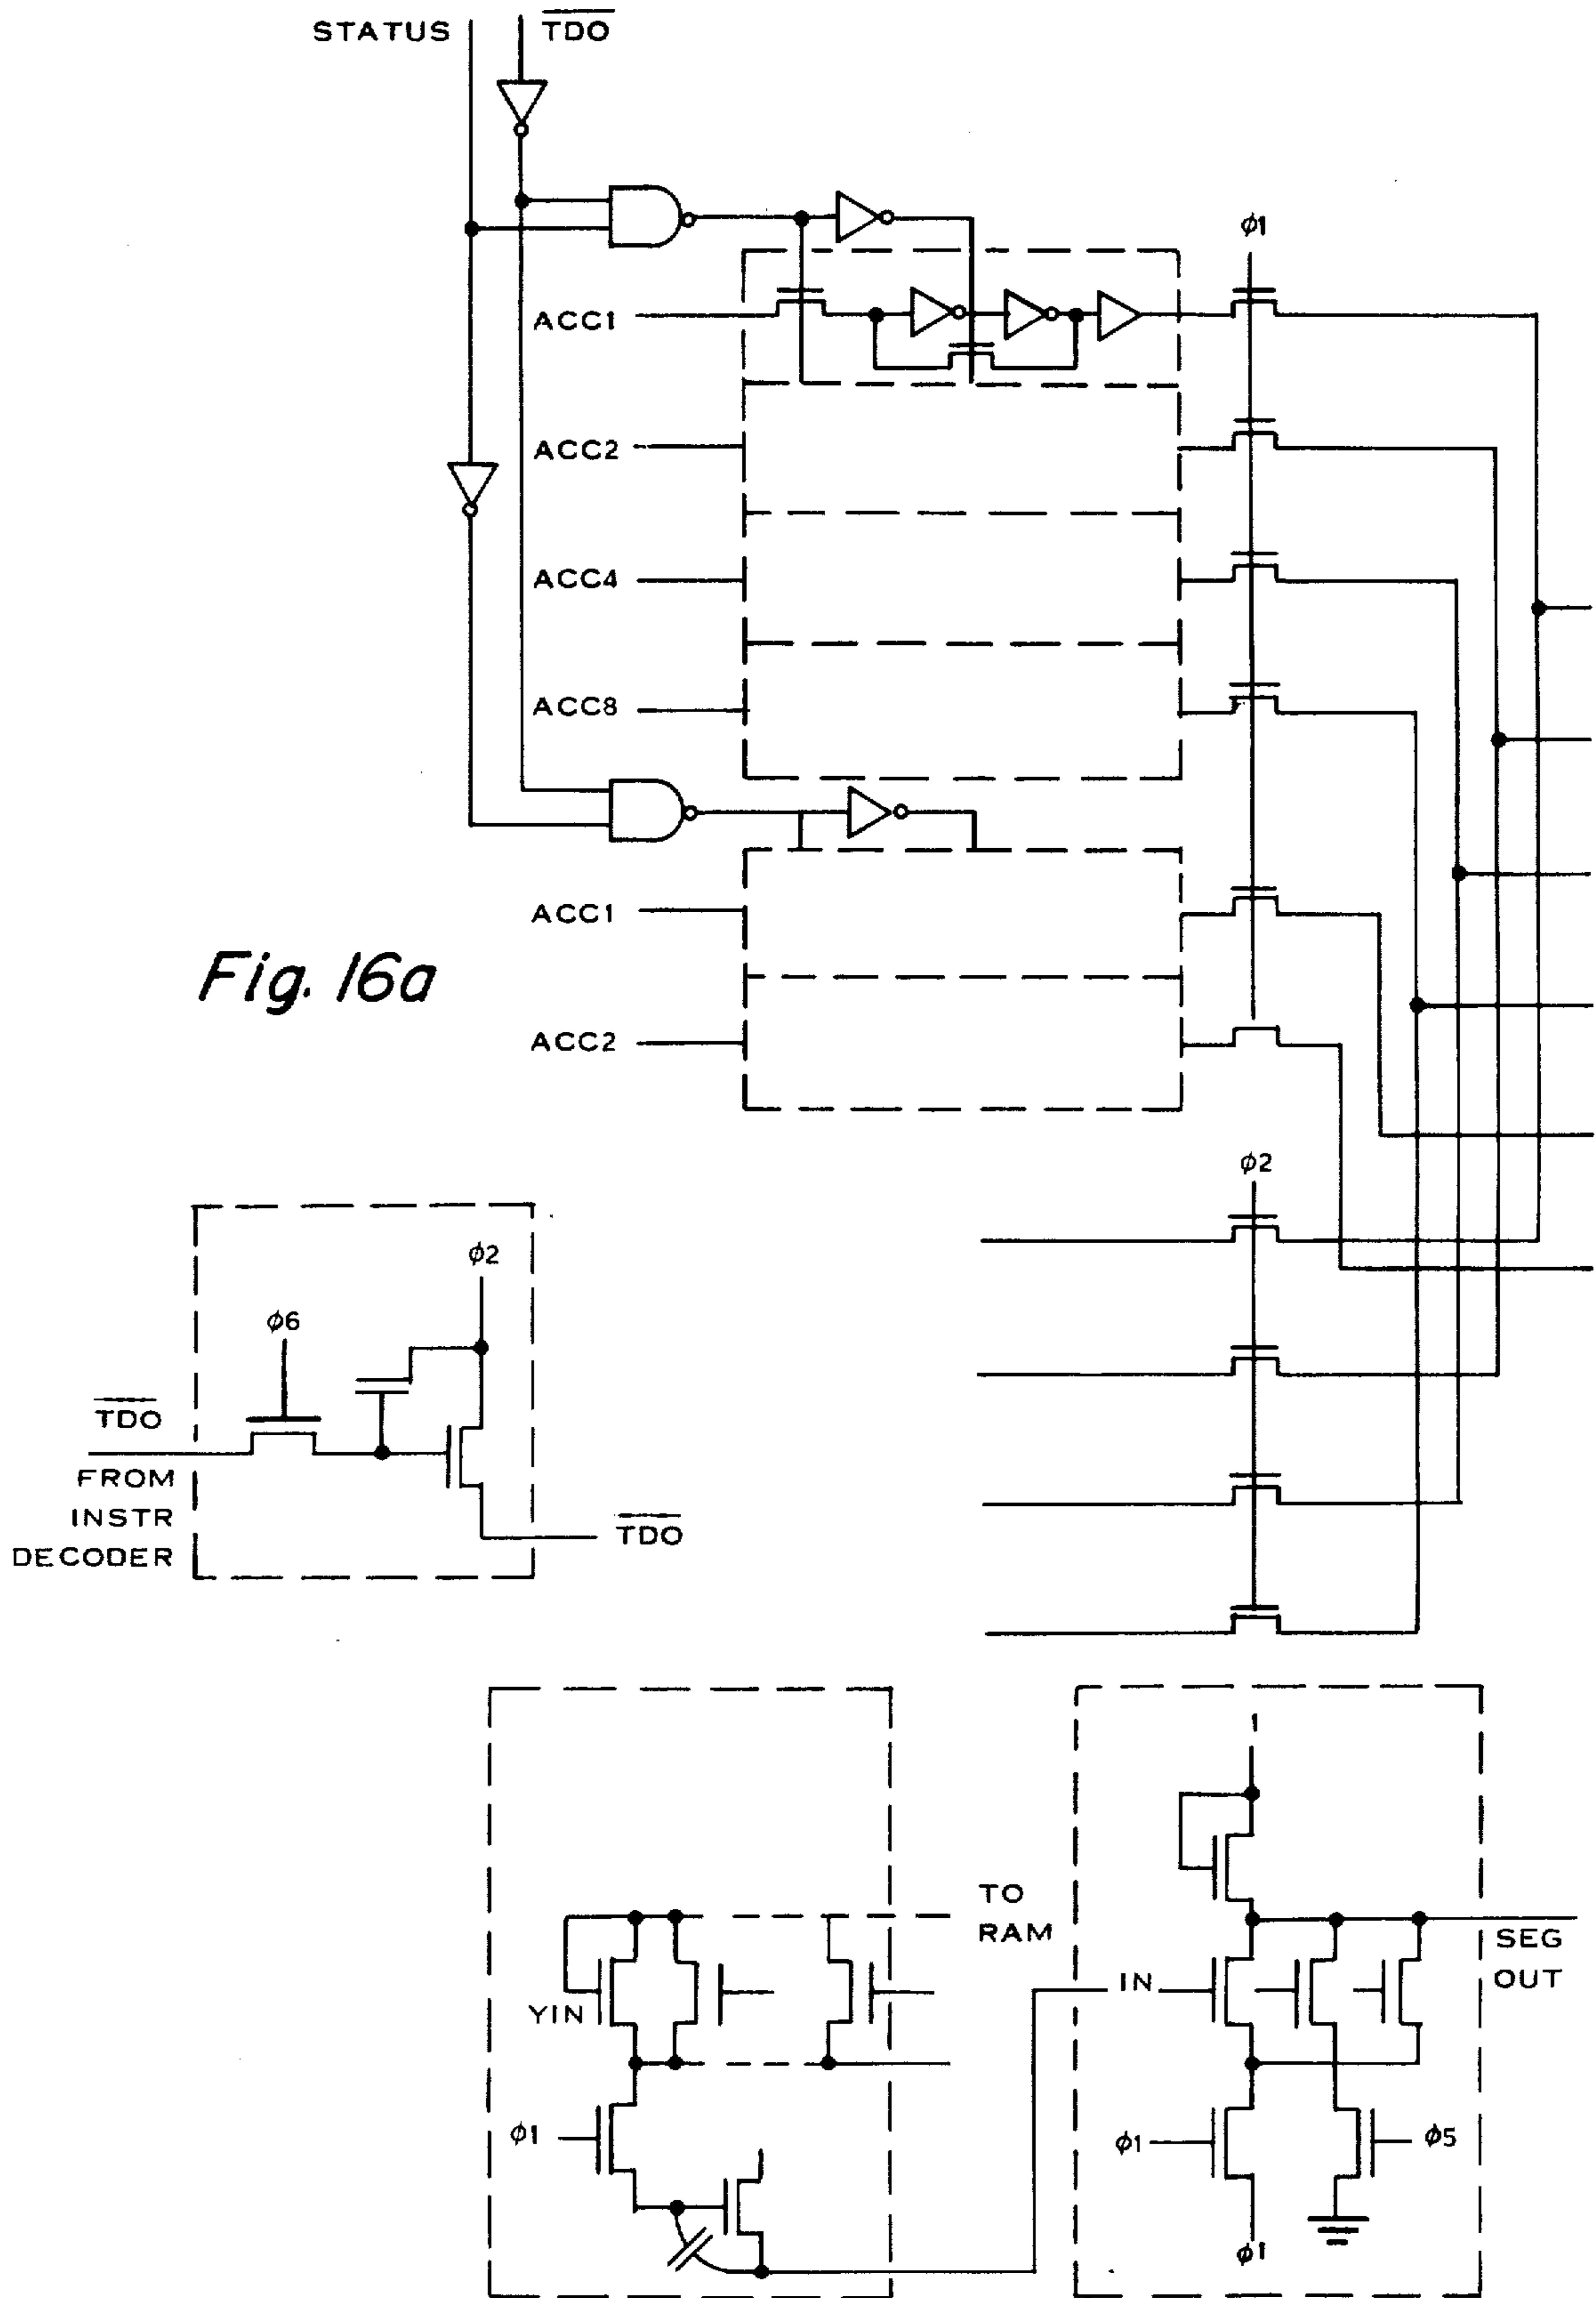 STATUS
TDO
ϕ1
ACC1
ACC2
ACC4
ACC8
ACC1
Fig. 16a
ACC2
ϕ2
ϕ2
ϕ6
TDO
FROM
INSTR
DECODER
TDO
TO
RAM
SEG
OUT
IN
YIN
ϕ1
ϕ1
ϕ5
ϕ1